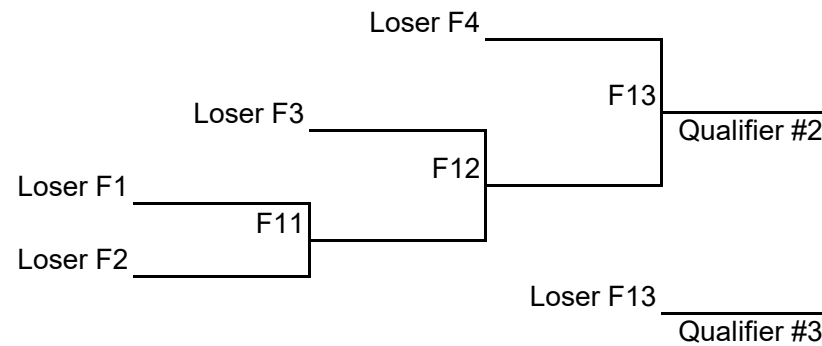 Loser F4
F13
Loser F3
Qualifier #2
F12
Loser F1
F11
Loser F2
Loser F13
Qualifier #3